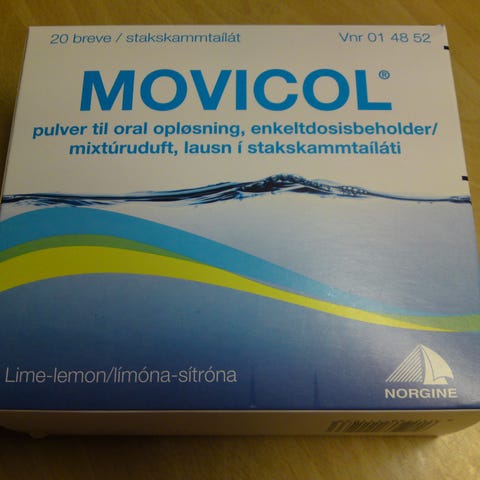 20 breve / stakskammtaílát
Vnr 01 48 52
MOVICOL®
pulver til oral opløsning, enkeltdosisbeholder/
mixtúruduft, lausn í stakskammtaíláti
Lime-lemon/límóna-sítróna
NORGINE